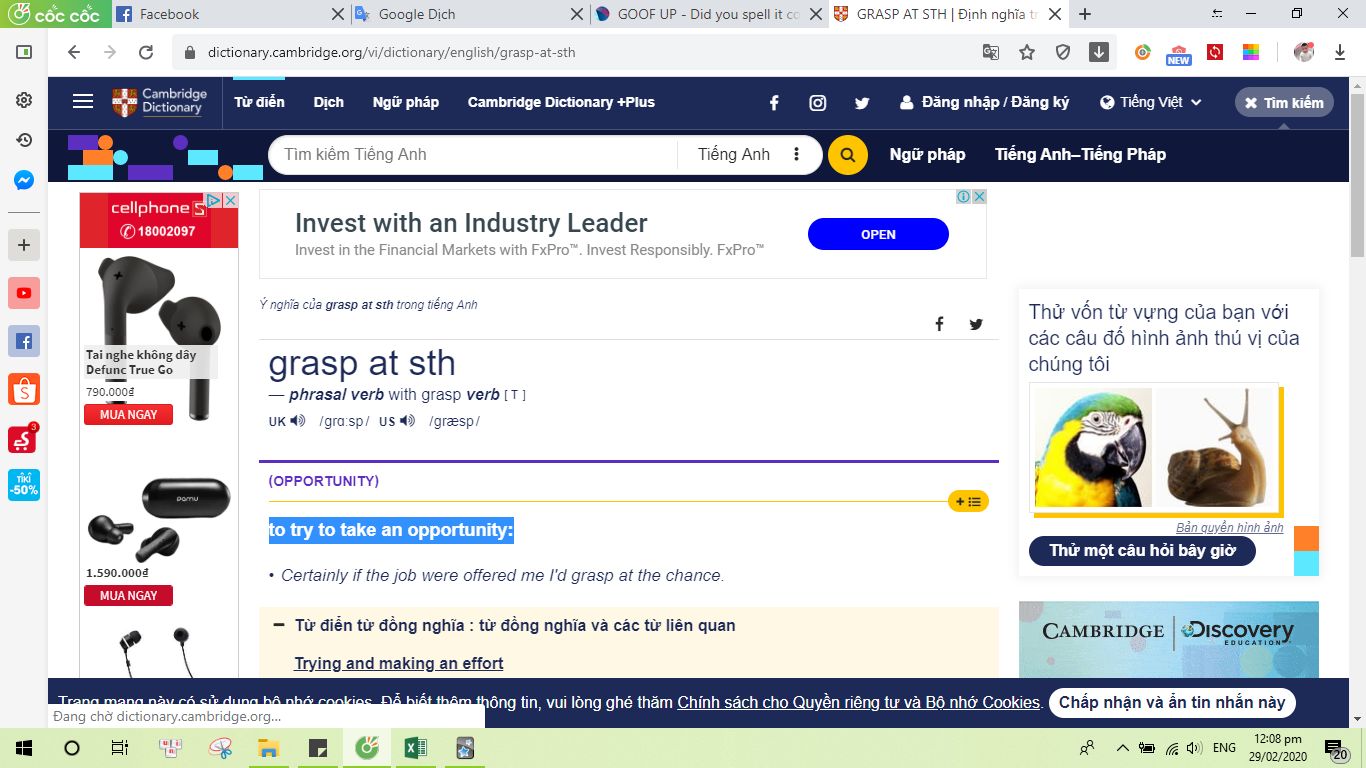 cốc cốc
Facebook
Google Dịch
GOOF UP - Did you spell it co
GRASP AT STH | Định nghĩa tr
dictionary.cambridge.org/vi/dictionary/english/grasp-at-sth
NEW
Cambridge
Dictionary
Từ điển
Dịch
Ngữ pháp
Cambridge Dictionary +Plus
Đăng nhập / Đăng ký
Tiếng Việt
Tìm kiếm
Tìm kiếm Tiếng Anh
Tiếng Anh
Ngữ pháp
Tiếng Anh–Tiếng Pháp
cellphone S
18002097
Tai nghe không dây
Defunc True Go
790.000₫
MUA NGAY
pamu
1.590.000₫
MUA NGAY
3
TIKI
-50%
Invest with an Industry Leader
Invest in the Financial Markets with FxPro™. Invest Responsibly. FxPro™
OPEN
Ý nghĩa của grasp at sth trong tiếng Anh
grasp at sth
— phrasal verb with grasp verb [ T ]
UK /ɡrɑːsp/ US /ɡræsp/
(OPPORTUNITY)
to try to take an opportunity:
• Certainly if the job were offered me I'd grasp at the chance.
Từ điển từ đồng nghĩa : từ đồng nghĩa và các từ liên quan
Trying and making an effort
Thử vốn từ vựng của bạn với
các câu đố hình ảnh thú vị của
chúng tôi
Bản quyền hình ảnh
Thử một câu hỏi bây giờ
CAMBRIDGE
Discovery
EDUCATION
Trang mạng này có sử dụng bộ nhớ cookies. Để biết thêm thông tin, vui lòng ghé thăm Chính sách cho Quyền riêng tư và Bộ nhớ Cookies.
Chấp nhận và ẩn tin nhắn này
Đang chờ dictionary.cambridge.org...
ENG
12:08 pm
29/02/2020
20